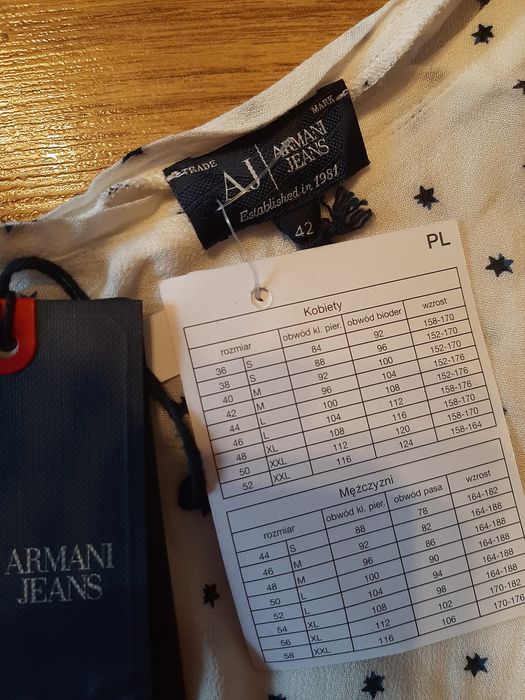 TRADE MARK
AJ ARMANI
JEANS
Established in 1981
42
PL
Kobiety
rozmiar obwód kl. pier. obwód bioder wzrost
36 S 84 92 158-170
38 S 88 96 152-170
40 M 92 100 152-170
42 M 96 104 152-176
44 L 100 108 152-176
46 L 104 112 158-176
48 XL 108 116 158-170
50 XXL 112 120 158-170
52 XXL 116 124 158-164
Mężczyzni
rozmiar obwód kl. pier. obwód pasa wzrost
44 S 88 78 164-182
46 M 92 82 164-188
48 M 96 86 164-188
50 L 100 90 164-188
52 L 104 94 164-188
54 XL 108 98 164-188
56 XL 112 102 170-182
58 XXL 116 106 170-176
ARMANI
JEANS